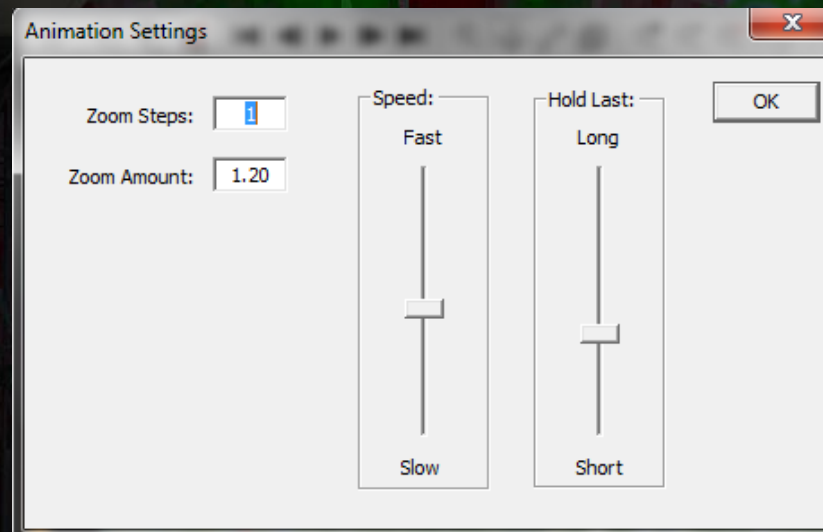 Animation Settings
Zoom Steps: 1
Zoom Amount: 1.20
Speed:
Fast
Slow
Hold Last:
Long
Short
OK